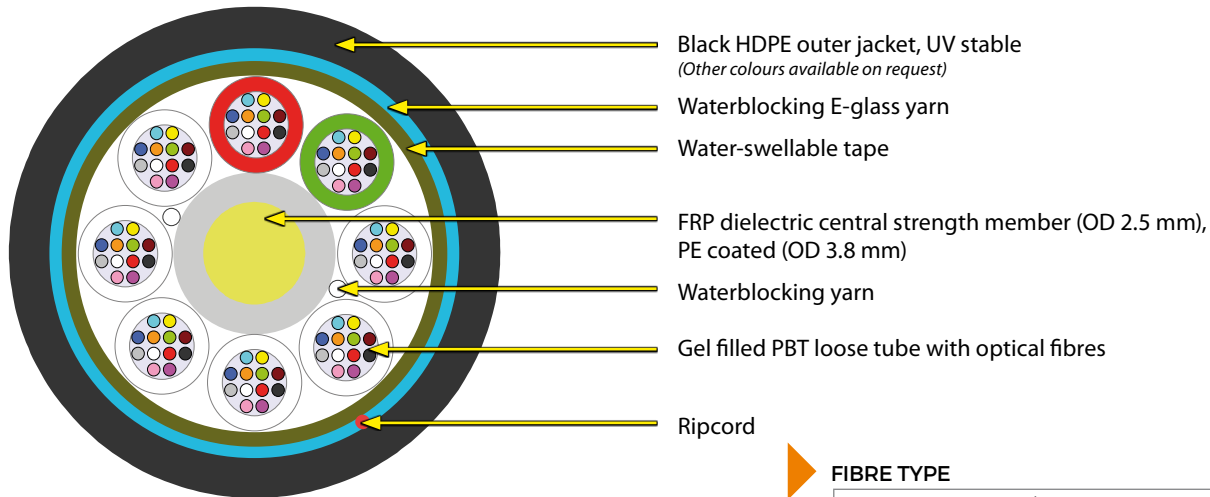 Black HDPE outer jacket, UV stable
(Other colours available on request)
Waterblocking E-glass yarn
Water-swellable tape
FRP dielectric central strength member (OD 2.5 mm),
PE coated (OD 3.8 mm)
Waterblocking yarn
Gel filled PBT loose tube with optical fibres
Ripcord
FIBRE TYPE